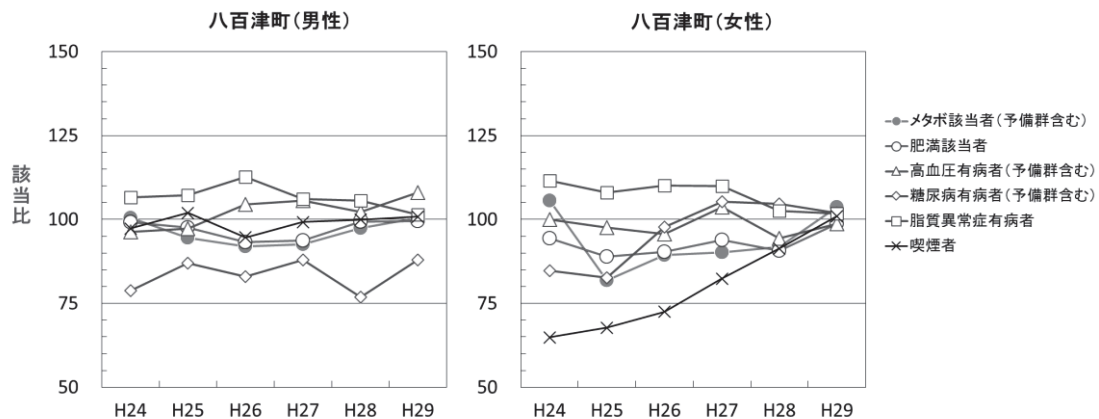 八百津町(男性)
150
125
100
75
50
該当比
H24 H25 H26 H27 H28 H29
八百津町(女性)
150
125
100
75
50
H24 H25 H26 H27 H28 H29
メタボ該当者(予備群含む)
肥満該当者
高血圧有病者(予備群含む)
糖尿病有病者(予備群含む)
脂質異常症有病者
喫煙者